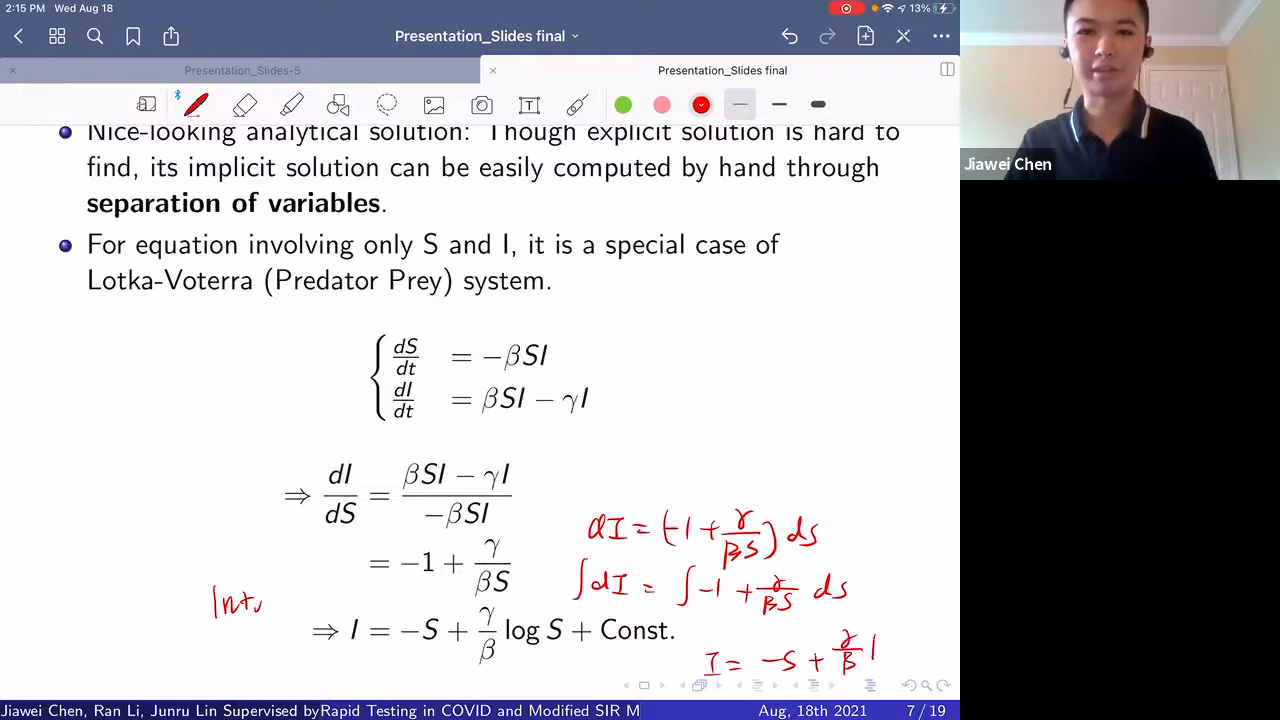 2:15 PM Wed Aug 18
13%
Presentation_Slides final
Presentation_Slides-5
Presentation_Slides final
Nice-looking analytical solution: Though explicit solution is hard to
find, its implicit solution can be easily computed by hand through
separation of variables.
For equation involving only S and I, it is a special case of
Lotka-Voterra (Predator Prey) system.
dS/dt = −βSI
dI/dt = βSI − γI
⇒ dI/dS = (βSI − γI)/(−βSI)
= −1 + γ/(βS)
⇒ I = −S + γ/β log S + Const.
dI = (−1 + γ/(βS)) ds
∫dI = ∫ −1 + γ/(βS) ds
I = −S + γ/β l
Jiawei Chen, Ran Li, Junru Lin Supervised by Rapid Testing in COVID and Modified SIR M
Aug, 18th 2021
7 / 19
Jiawei Chen